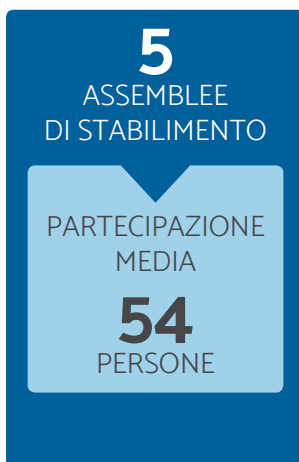 5
ASSEMBLEE
DI STABILIMENTO
PARTECIPAZIONE
MEDIA
54
PERSONE